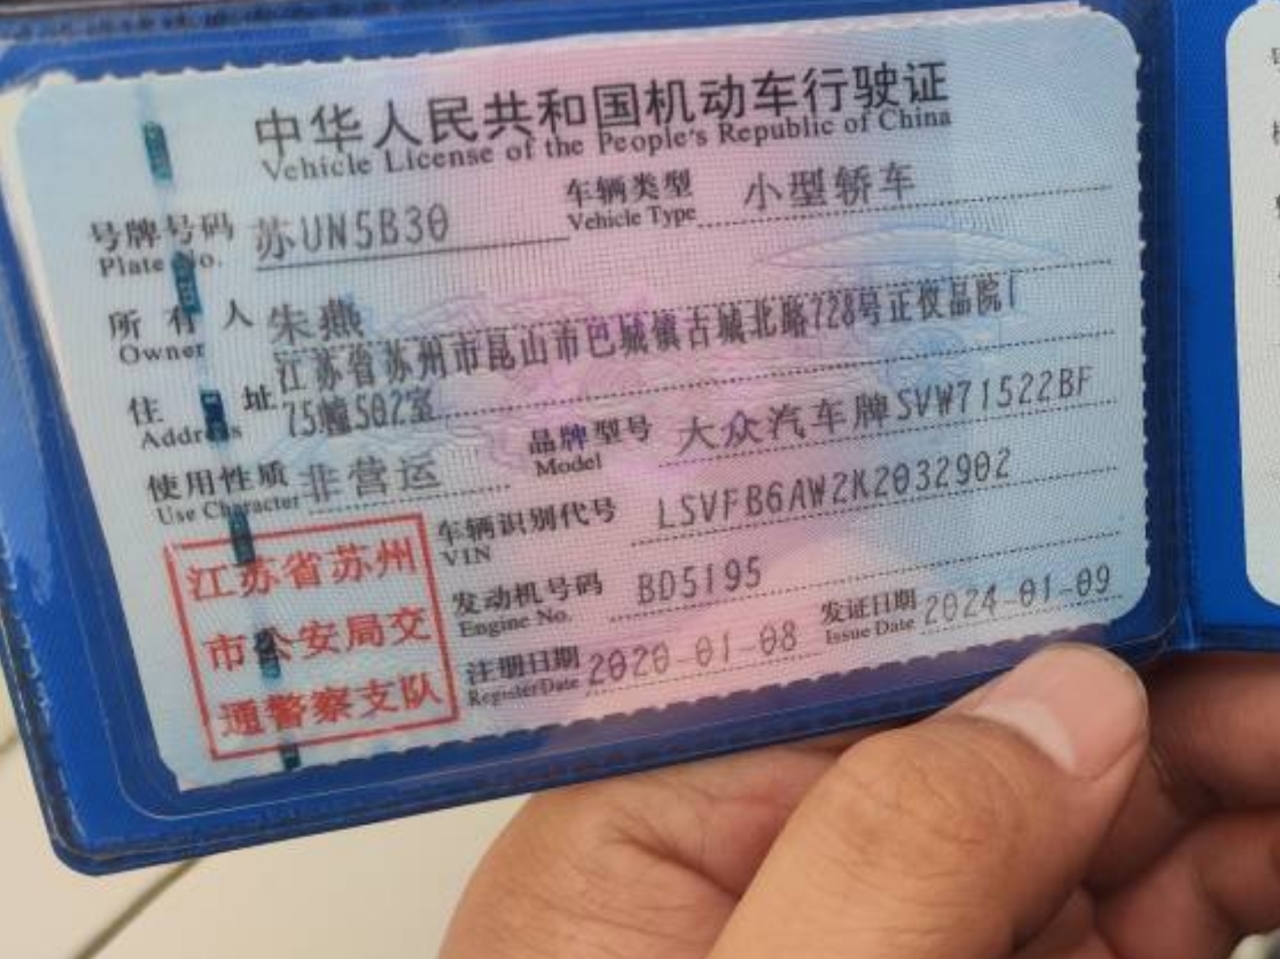 中华人民共和国机动车行驶证
Vehicle License of the People's Republic of China
号牌号码 苏UN5B30 车辆类型 小型轿车
Plate No. Vehicle Type
所有人 朱燕
Owner
住址 江苏省苏州市昆山市巴城镇古城北路728号正仪晶院1
Address 75幢502室
品牌型号 大众汽车牌SVW71522BF
Model
使用性质 非营运
Use Character
车辆识别代号 LSVFB6AW2K2032902
VIN
发动机号码 BD5195
Engine No.
注册日期 2020-01-08 发证日期 2024-01-09
Register Date Issue Date
江苏省苏州
市公安局交
通警察支队